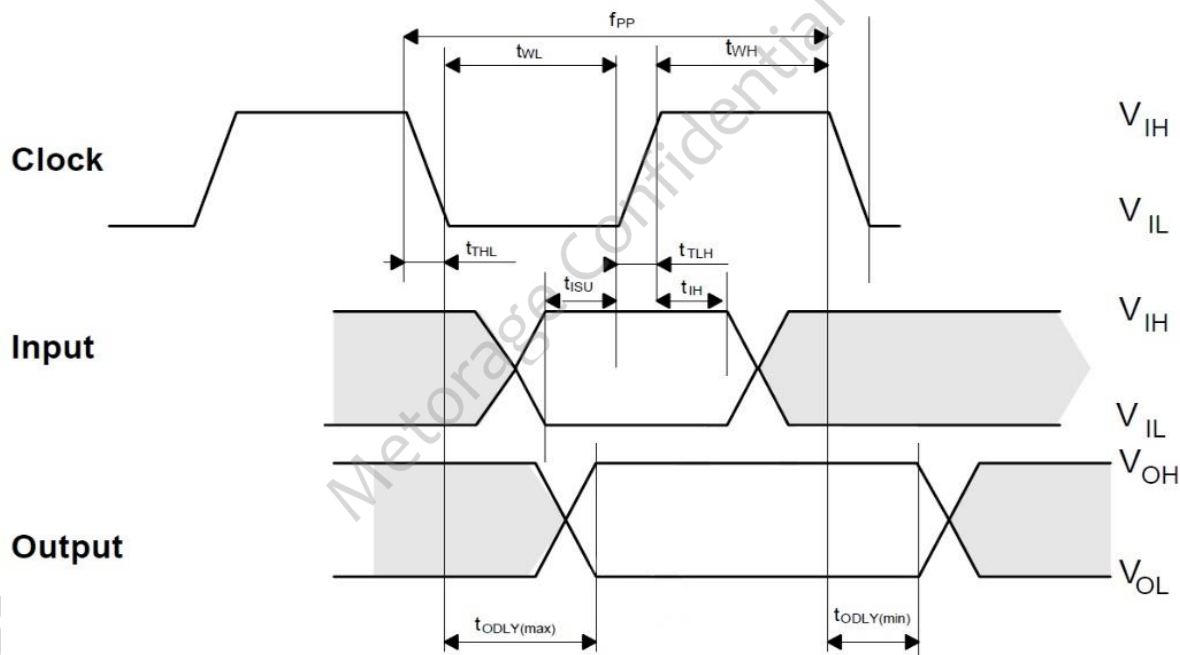 fPP
tWL
tWH
Clock
VIH
VIL
tTHL
tTLH
tISU
tIH
Input
VIH
VIL
Output
VOH
VOL
tODLY(max)
tODLY(min)
Metorage Confidential